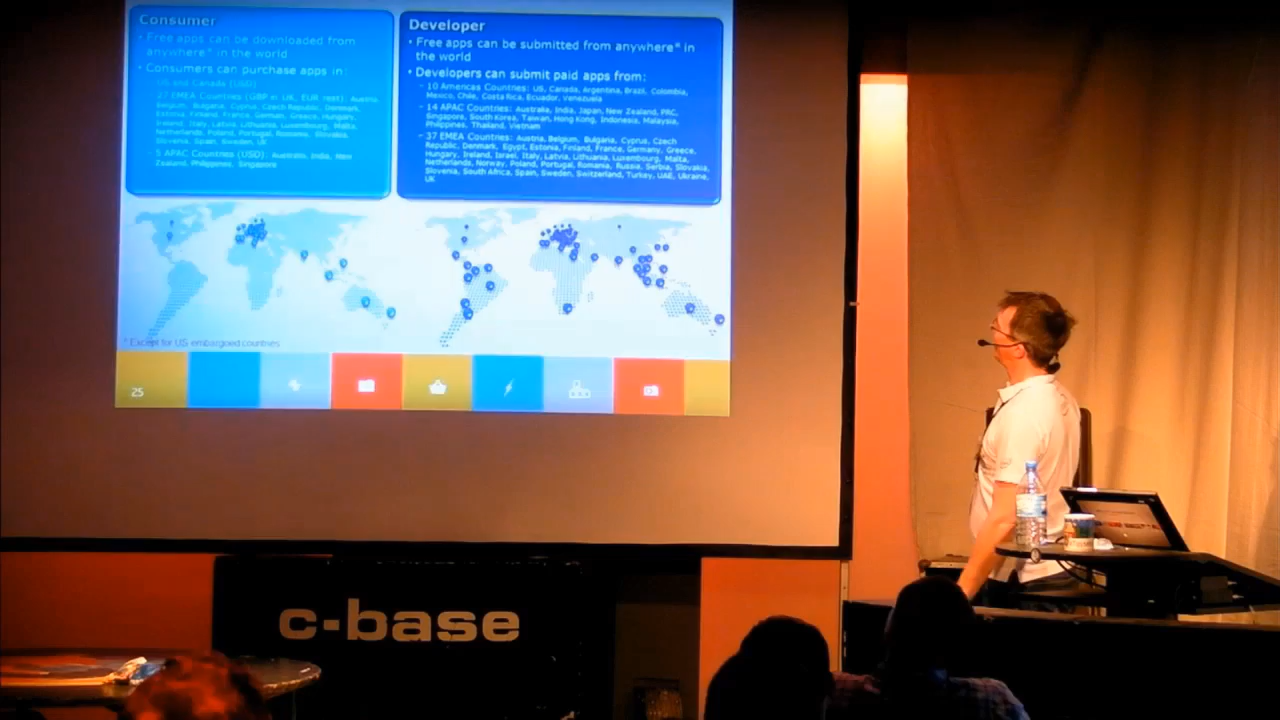 Consumer
• Free apps can be downloaded from
anywhere* in the world
• Consumers can purchase apps in:
– US and Canada (USD)
– 27 EMEA Countries (GBP in UK, EUR rest): Austria,
Belgium, Bulgaria, Cyprus, Czech Republic, Denmark,
Estonia, Finland, France, German, Greece, Hungary,
Ireland, Italy, Latvia, Lithuania, Luxembourg, Malta,
Netherlands, Poland, Portugal, Romania, Slovakia,
Slovenia, Spain, Sweden, UK
– 5 APAC Countries (USD): Australia, India, New
Zealand, Philippines, Singapore
Developer
• Free apps can be submitted from anywhere* in
the world
• Developers can submit paid apps from:
– 10 Americas Countries: US, Canada, Argentina, Brazil, Colombia,
Mexico, Chile, Costa Rica, Ecuador, Venezuela
– 14 APAC Countries: Australia, India, Japan, New Zealand, PRC,
Singapore, South Korea, Taiwan, Hong Kong, Indonesia, Malaysia,
Philippines, Thailand, Vietnam
– 37 EMEA Countries: Austria, Belgium, Bulgaria, Cyprus, Czech
Republic, Denmark, Egypt, Estonia, Finland, France, Germany, Greece,
Hungary, Ireland, Israel, Italy, Latvia, Lithuania, Luxembourg, Malta,
Netherlands, Norway, Poland, Portugal, Romania, Russia, Serbia, Slovakia,
Slovenia, South Africa, Spain, Sweden, Switzerland, Turkey, UAE, Ukraine,
UK
* Except for US embargoed countries
25
c-base